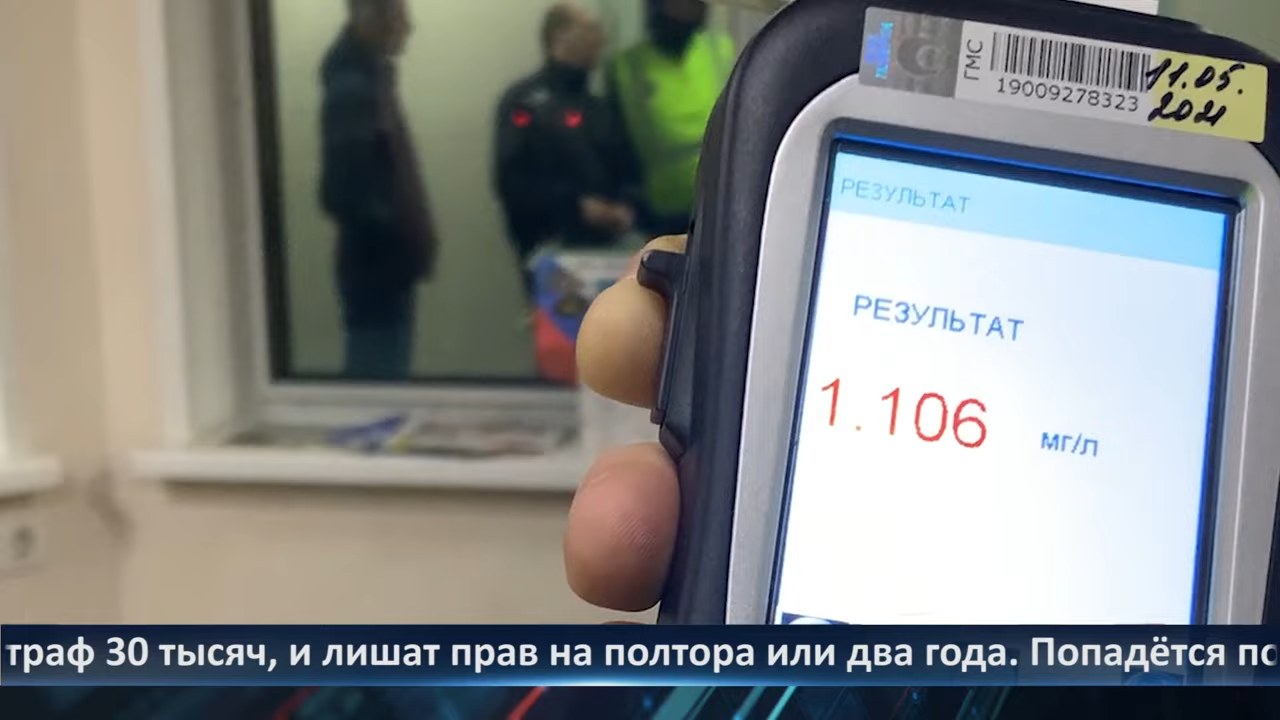 ГМС
19009278323
11.05.
2021
РЕЗУЛЬТАТ
РЕЗУЛЬТАТ
1.106 мг/л
траф 30 тысяч, и лишат прав на полтора или два года. Попадётся по